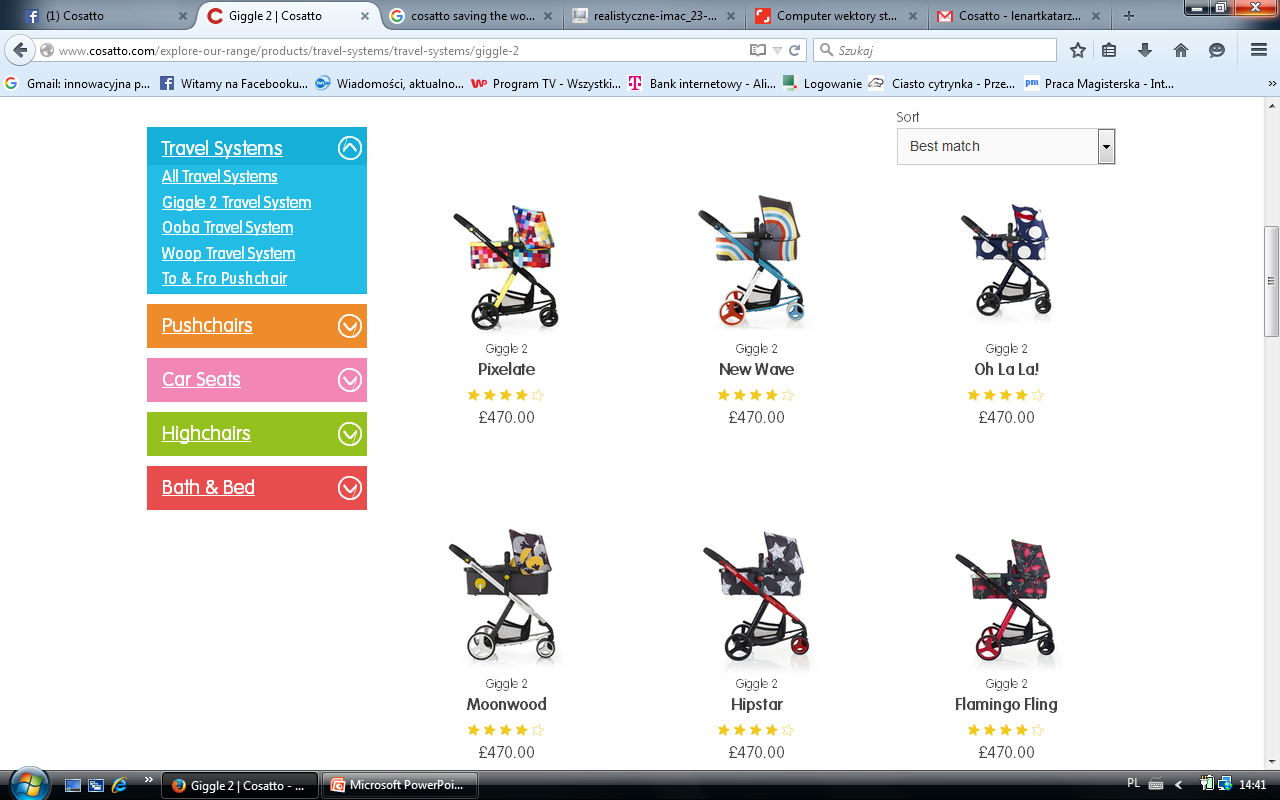 (1) Cosatto
Giggle 2 | Cosatto
cosatto saving the wo...
realistyczne-imac_23-...
Computer wektory st...
Cosatto - lenartkatarz...
www.cosatto.com/explore-our-range/products/travel-systems/travel-systems/giggle-2
Szukaj
Gmail: innowacyjna p...
Witamy na Facebooku...
Wiadomości, aktualno...
Program TV - Wszystki...
Bank internetowy - Ali...
Logowanie
Ciasto cytrynka - Prze...
Praca Magisterska - Int...
Sort
Best match
Travel Systems
All Travel Systems
Giggle 2 Travel System
Ooba Travel System
Woop Travel System
To & Fro Pushchair
Pushchairs
Car Seats
Highchairs
Bath & Bed
Giggle 2
Pixelate
£470.00
Giggle 2
New Wave
£470.00
Giggle 2
Oh La La!
£470.00
Giggle 2
Moonwood
£470.00
Giggle 2
Hipstar
£470.00
Giggle 2
Flamingo Fling
£470.00
Giggle 2 | Cosatto - ...
Microsoft PowerPoi...
PL
14:41